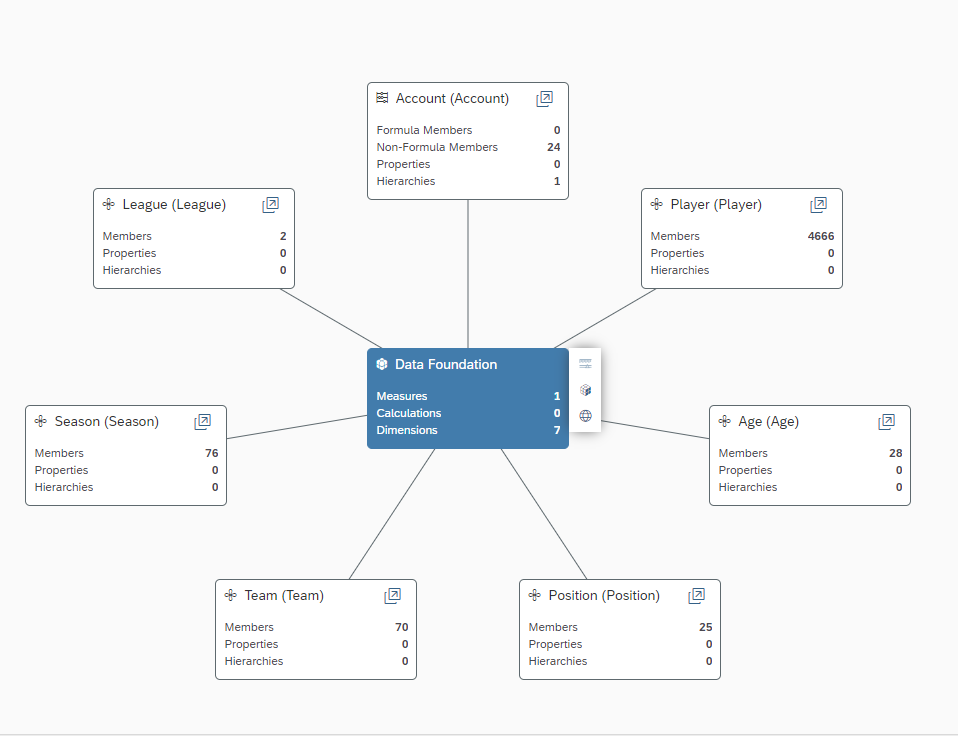 Account (Account)
Formula Members 0
Non-Formula Members 24
Properties 0
Hierarchies 1
League (League)
Members 2
Properties 0
Hierarchies 0
Player (Player)
Members 4666
Properties 0
Hierarchies 0
Data Foundation
Measures 1
Calculations 0
Dimensions 7
Season (Season)
Members 76
Properties 0
Hierarchies 0
Age (Age)
Members 28
Properties 0
Hierarchies 0
Team (Team)
Members 70
Properties 0
Hierarchies 0
Position (Position)
Members 25
Properties 0
Hierarchies 0